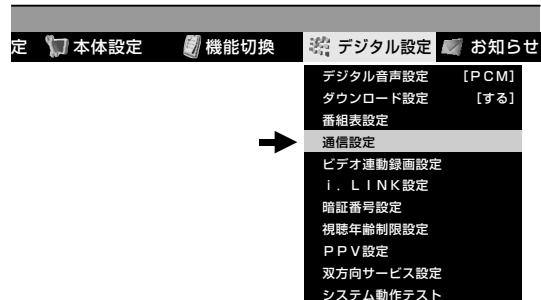 定 本体設定 機能切換 デジタル設定 お知らせ
デジタル音声設定 [PCM]
ダウンロード設定 [する]
番組表設定
通信設定
ビデオ連動録画設定
i.LINK設定
暗証番号設定
視聴年齢制限設定
PPV設定
双方向サービス設定
システム動作テスト